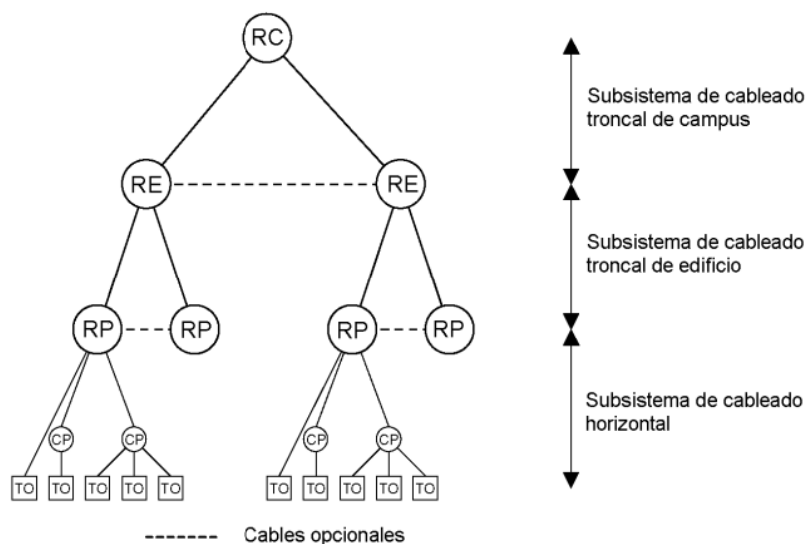 RC
Subsistema de cableado
troncal de campus
RE
RE
Subsistema de cableado
troncal de edificio
RP
RP
RP
RP
Subsistema de cableado
horizontal
CP
CP
CP
CP
TO
TO
TO
TO
TO
TO
TO
TO
TO
TO
Cables opcionales